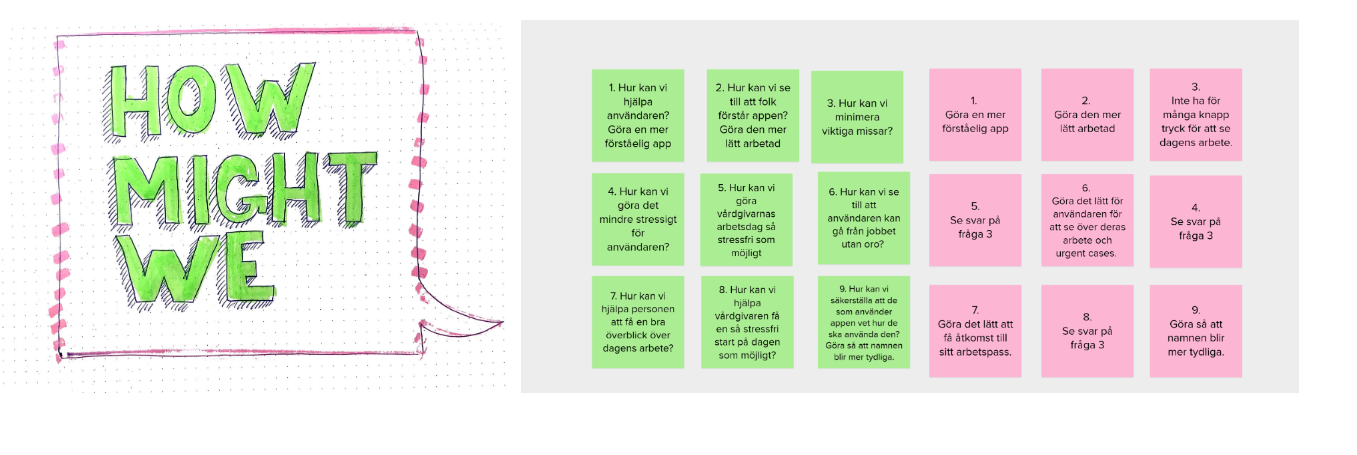 HOW
MIGHT
WE
1. Hur kan vi
hjälpa
användaren?
Göra en mer
förståelig app
2. Hur kan vi se
till att folk
förstår appen?
Göra den mer
lätt arbetad
3. Hur kan vi
minimera
viktiga missar?
1.
Göra en mer
förståelig app
2.
Göra den mer
lätt arbetad
3.
Inte ha för
många knapp
tryck för att se
dagens arbete.
4. Hur kan vi
göra det
mindre stressigt
för
användaren?
5. Hur kan vi
göra
vårdgivarnas
arbetsdag så
stressfri som
möjligt
6. Hur kan vi se
till att
användaren kan
gå från jobbet
utan oro?
5.
Se svar på
fråga 3
6.
Göra det lätt för
användaren för
att se över deras
arbete och
urgent cases.
4.
Se svar på
fråga 3
7. Hur kan vi
hjälpa personen
att få en bra
överblick över
dagens arbete?
8. Hur kan vi
hjälpa
vårdgivaren få
en så stressfri
start på dagen
som möjligt?
9. Hur kan vi
säkerställa att de
som använder
appen vet hur de
ska använda den?
Göra så att namnen
blir mer tydliga.
7.
Göra det lätt att
få åtkomst till
sitt arbetspass.
8.
Se svar på
fråga 3
9.
Göra så att
namnen blir
mer tydliga.